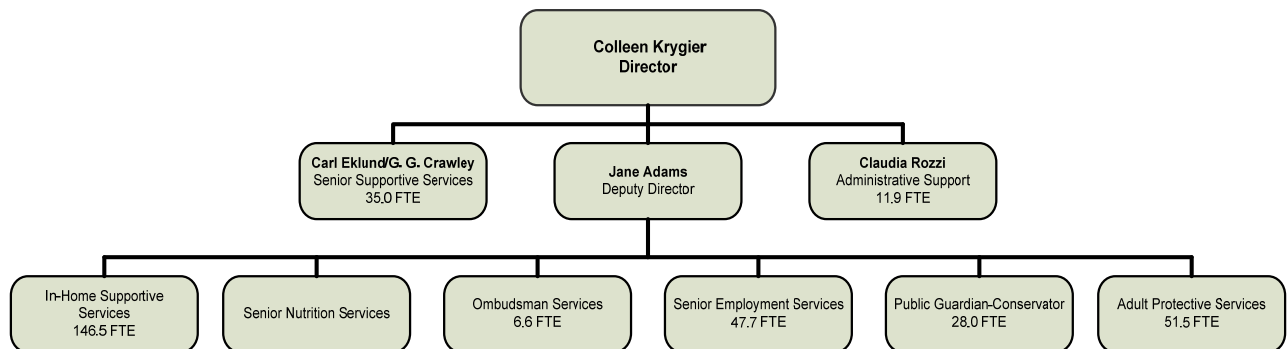 Colleen Krygier
Director
Carl Eklund/G. G. Crawley
Senior Supportive Services
35.0 FTE
Jane Adams
Deputy Director
Claudia Rozzi
Administrative Support
11.9 FTE
In-Home Supportive
Services
146.5 FTE
Senior Nutrition Services
Ombudsman Services
6.6 FTE
Senior Employment Services
47.7 FTE
Public Guardian-Conservator
28.0 FTE
Adult Protective Services
51.5 FTE